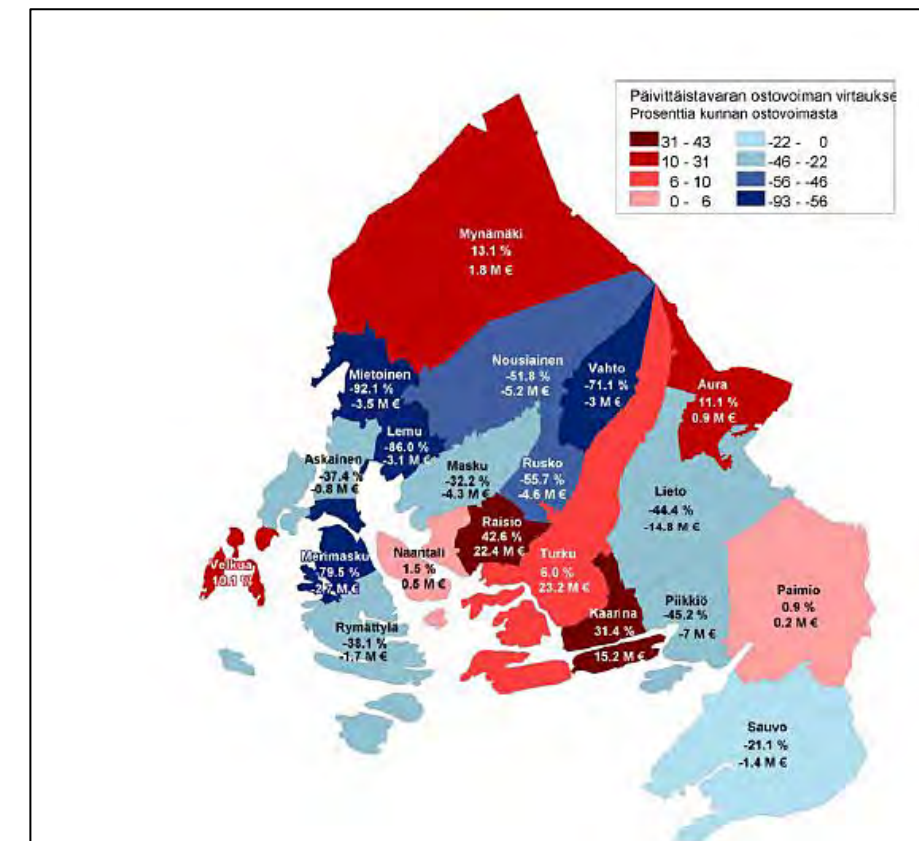 Päivittäistavaran ostovoiman virtaukse
Prosenttia kunnan ostovoimasta
31 - 43
10 - 31
6 - 10
0 - 6
-22 - 0
-46 - -22
-56 - -46
-93 - -56
Mynämäki
13.1 %
1.8 M €
Mietoinen
-92.1 %
-3.5 M €
Nousiainen
-51.8 %
-5.2 M €
Vahto
-71.1 %
-3 M €
Aura
11.1 %
0.9 M €
Lemu
-86.0 %
-3.1 M €
Askainen
-37.4 %
-0.8 M €
Masku
-32.2 %
-4.3 M €
Rusko
-55.7 %
-4.6 M €
Lieto
-44.4 %
-14.8 M €
Raisio
42.6 %
22.4 M €
Naantali
1.5 %
0.5 M €
Turku
6.0 %
23.2 M €
Velkua
10.1 %
Merimasku
-79.5 %
-2.7 M €
Kaarina
31.4 %
15.2 M €
Piikkiö
-45.2 %
-7 M €
Paimio
0.9 %
0.2 M €
Rymättylä
-38.1 %
-1.7 M €
Sauvo
-21.1 %
-1.4 M €